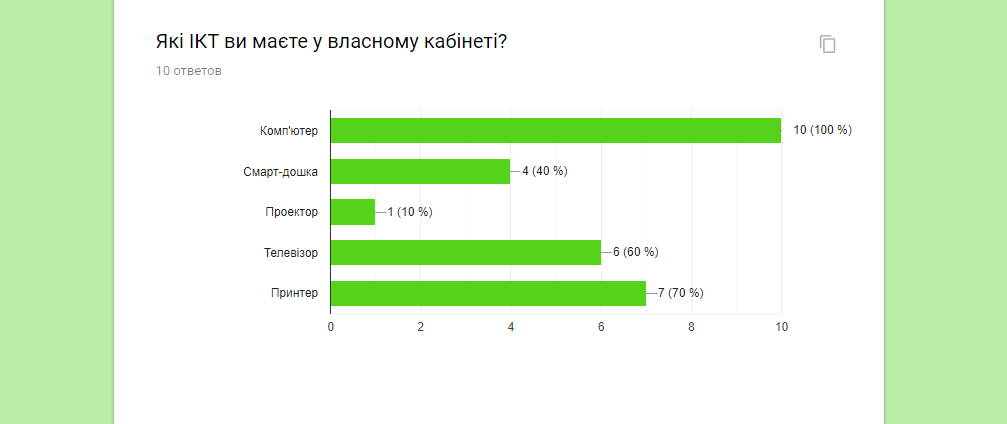 Які ІКТ ви маєте у власному кабінеті?
10 ответов
Комп'ютер 10 (100 %)
Смарт-дошка 4 (40 %)
Проектор 1 (10 %)
Телевізор 6 (60 %)
Принтер 7 (70 %)
0 2 4 6 8 10